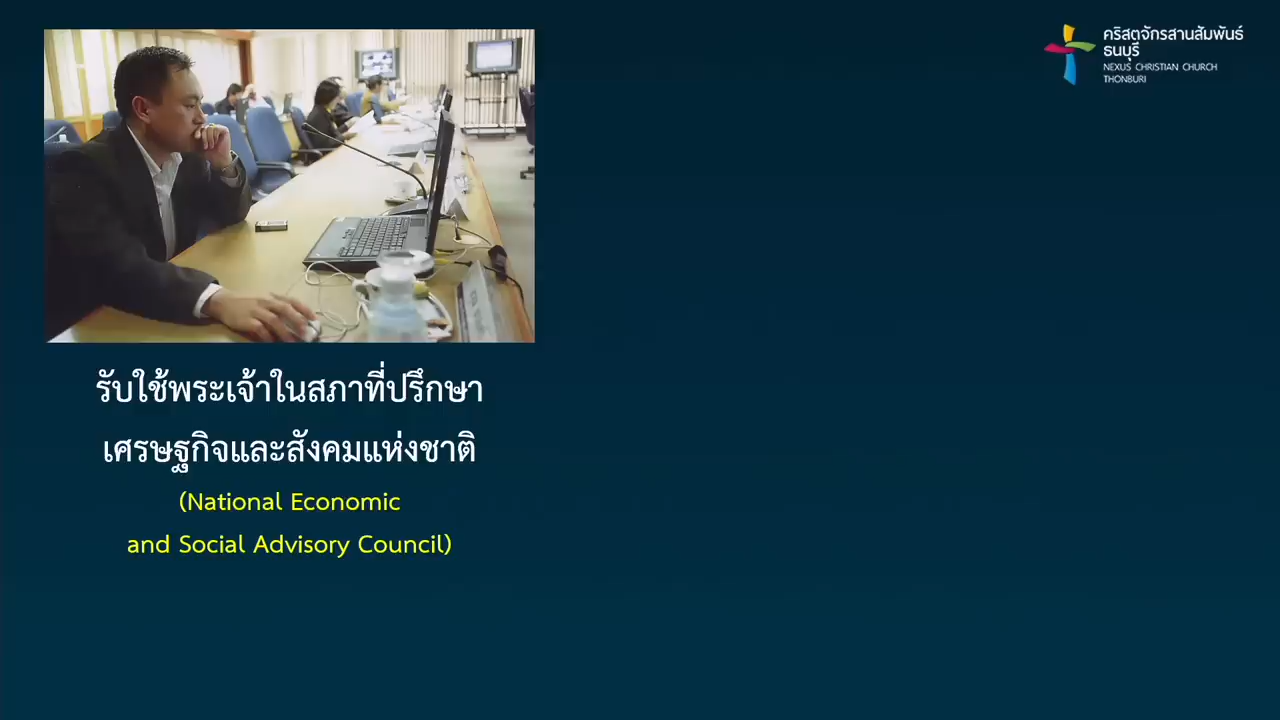 คริสตจักรสานสัมพันธ์
ธนบุรี
NEXUS CHRISTIAN CHURCH
THONBURI
รับใช้พระเจ้าในสภาที่ปรึกษา
เศรษฐกิจและสังคมแห่งชาติ
(National Economic
and Social Advisory Council)